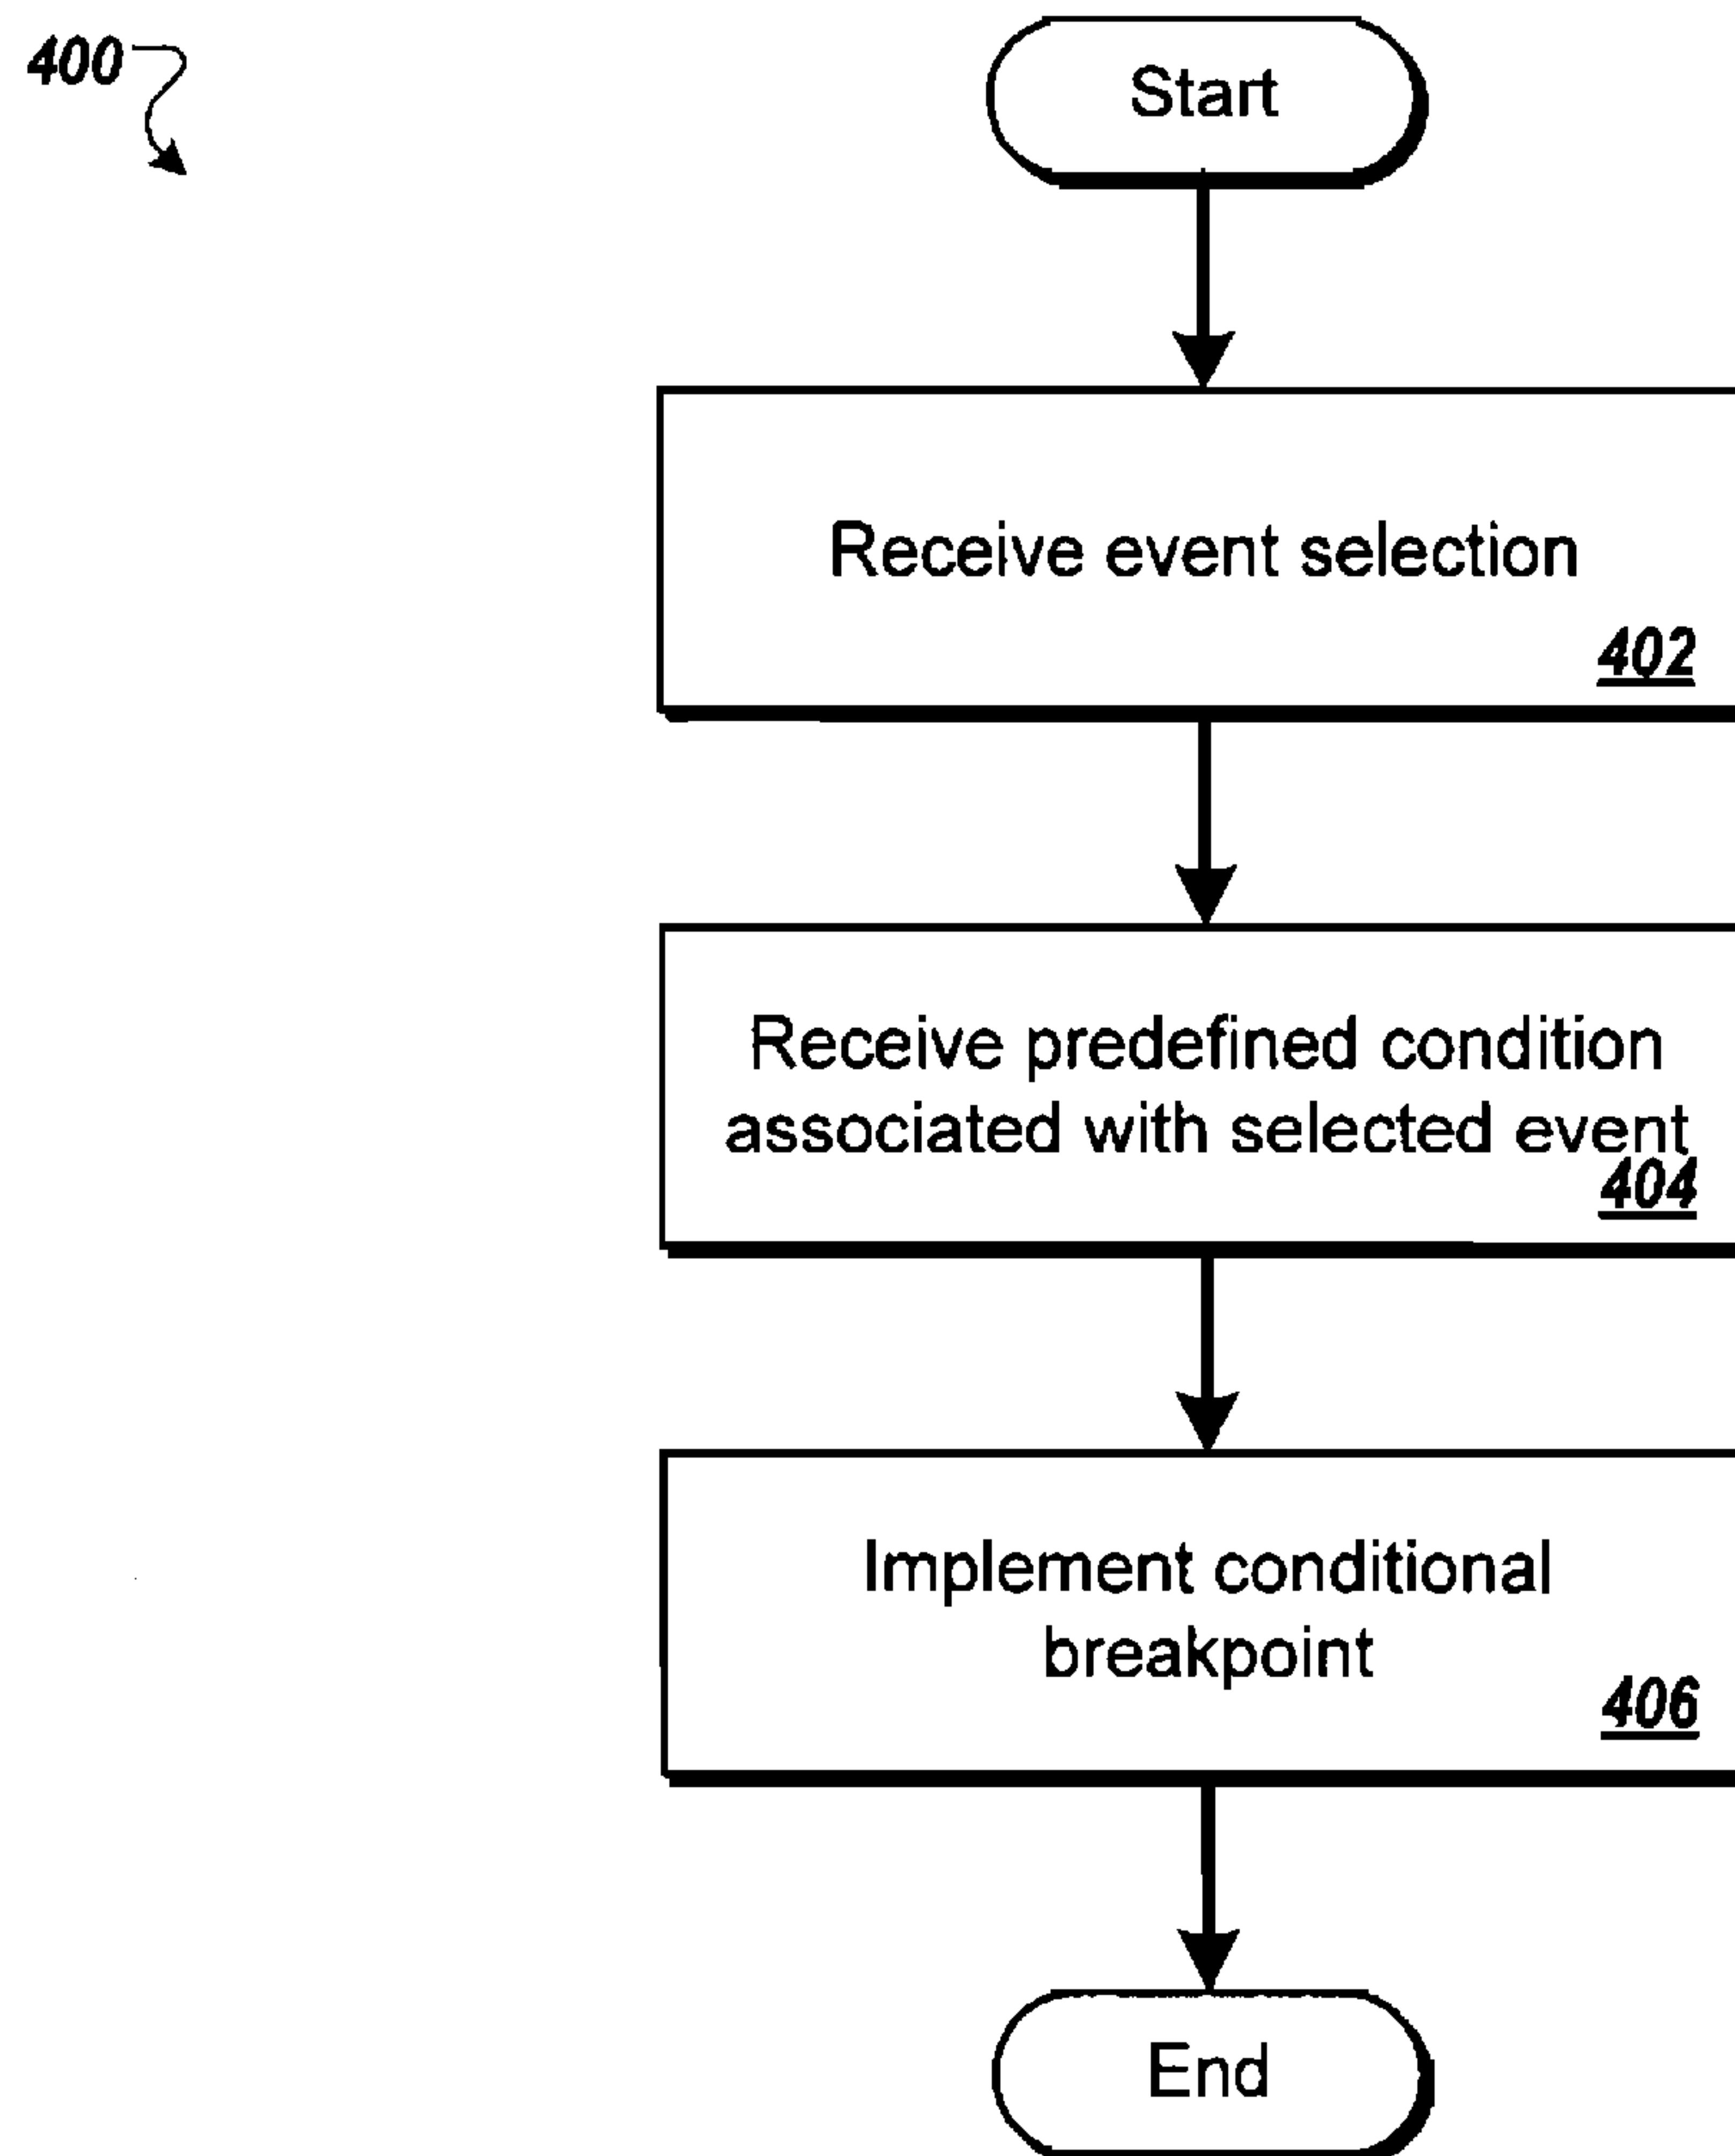 400
Start
Receive event selection
402
Receive predefined condition
associated with selected event
404
Implement conditional
breakpoint
406
End